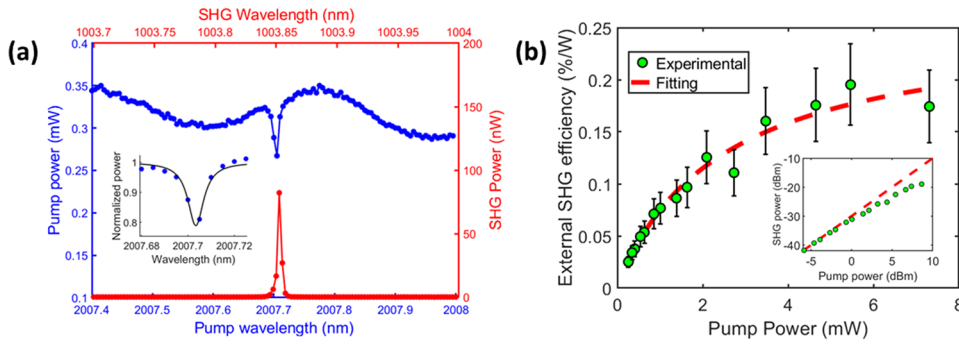 (a)
SHG Wavelength (nm)
1003.7 1003.75 1003.8 1003.85 1003.9 1003.95 1004
0.4
0.35
0.3
0.25
0.2
0.15
0.1
Pump power (mW)
200
150
100
50
0
SHG Power (nW)
Normalized power
1
0.9
0.8
2007.68 2007.7 2007.72
Wavelength (nm)
2007.4 2007.5 2007.6 2007.7 2007.8 2007.9 2008
Pump wavelength (nm)
(b)
External SHG efficiency (%/W)
0.25
0.2
0.15
0.1
0.05
0
Experimental
Fitting
SHG power (dBm)
-10
-20
-30
-40
-5 0 5 10
Pump power (dBm)
0 2 4 6 8
Pump Power (mW)